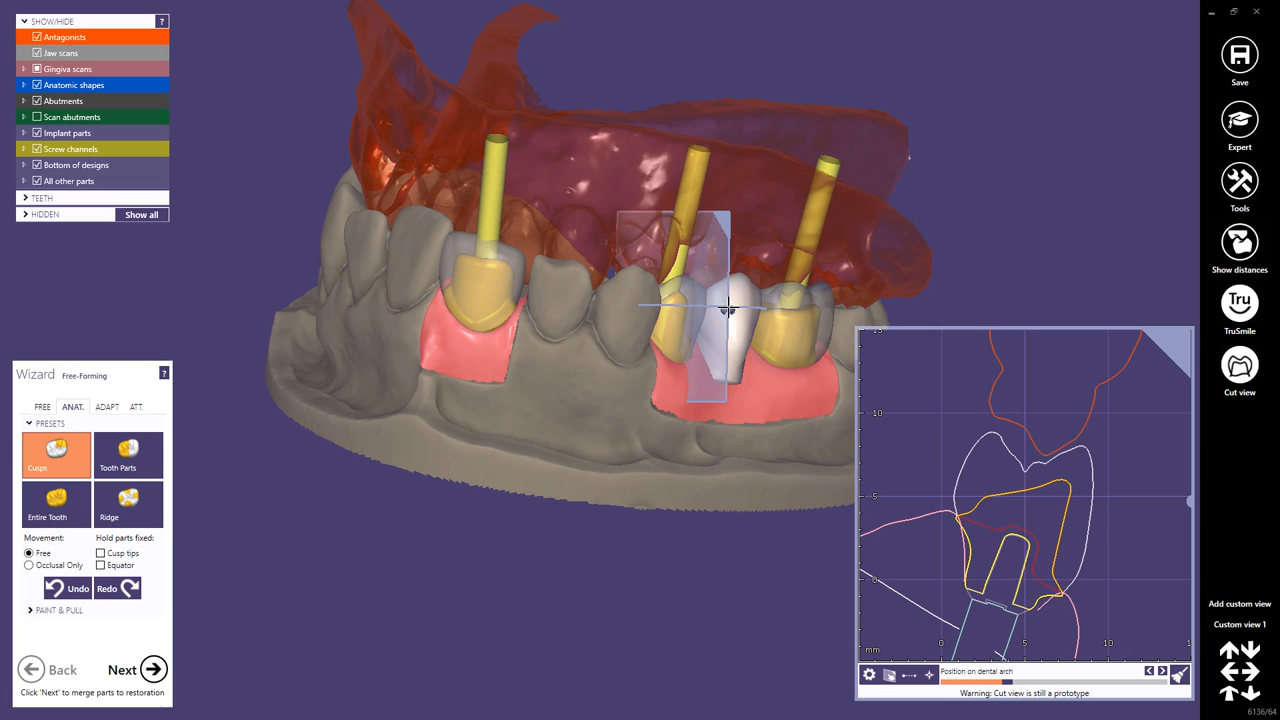 SHOW/HIDE ?
Antagonists
Jaw scans
Gingiva scans
Anatomic shapes
Abutments
Scan abutments
Implant parts
Screw channels
Bottom of designs
All other parts
TEETH
HIDDEN Show all
Wizard Free-Forming ?
FREE ANAT. ADAPT ATT.
PRESETS
Cusps Tooth Parts
Entire Tooth Ridge
Movement: Hold parts fixed:
Free Cusp tips
Occlusal Only Equator
Undo Redo
PAINT & PULL
Back Next
Click 'Next' to merge parts to restoration
Save
Expert
Tools
Show distances
Tru
TruSmile
Cut view
Add custom view
Custom view 1
6136/64
15
10
5
0
mm 0 5 10 1
Position on dental arch
Warning: Cut view is still a prototype